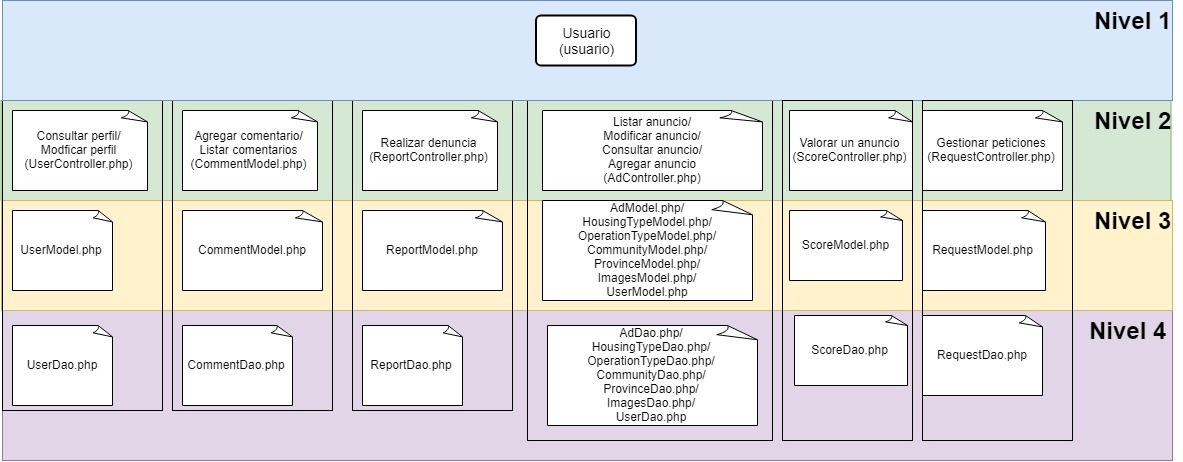 Nivel 1
Usuario
(usuario)
Nivel 2
Consultar perfil/
Modficar perfil
(UserController.php)
Agregar comentario/
Listar comentarios
(CommentModel.php)
Realizar denuncia
(ReportController.php)
Listar anuncio/
Modificar anuncio/
Consultar anuncio/
Agregar anuncio
(AdController.php)
Valorar un anuncio
(ScoreController.php)
Gestionar peticiones
(RequestController.php)
Nivel 3
UserModel.php
CommentModel.php
ReportModel.php
AdModel.php/
HousingTypeModel.php/
OperationTypeModel.php/
CommunityModel.php/
ProvinceModel.php/
ImagesModel.php/
UserModel.php
ScoreModel.php
RequestModel.php
Nivel 4
UserDao.php
CommentDao.php
ReportDao.php
AdDao.php/
HousingTypeDao.php/
OperationTypeDao.php/
CommunityDao.php/
ProvinceDao.php/
ImagesDao.php/
UserDao.php
ScoreDao.php
RequestDao.php